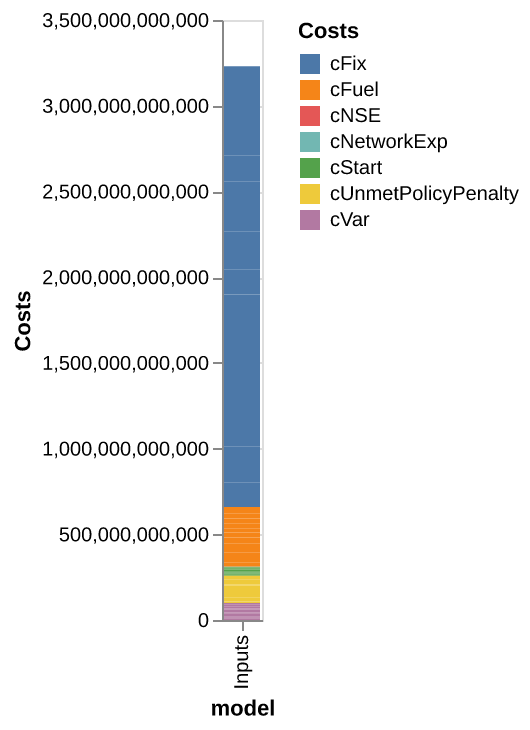 3,500,000,000,000
3,000,000,000,000
2,500,000,000,000
2,000,000,000,000
1,500,000,000,000
1,000,000,000,000
500,000,000,000
0
Costs
Inputs
model
Costs
cFix
cFuel
cNSE
cNetworkExp
cStart
cUnmetPolicyPenalty
cVar